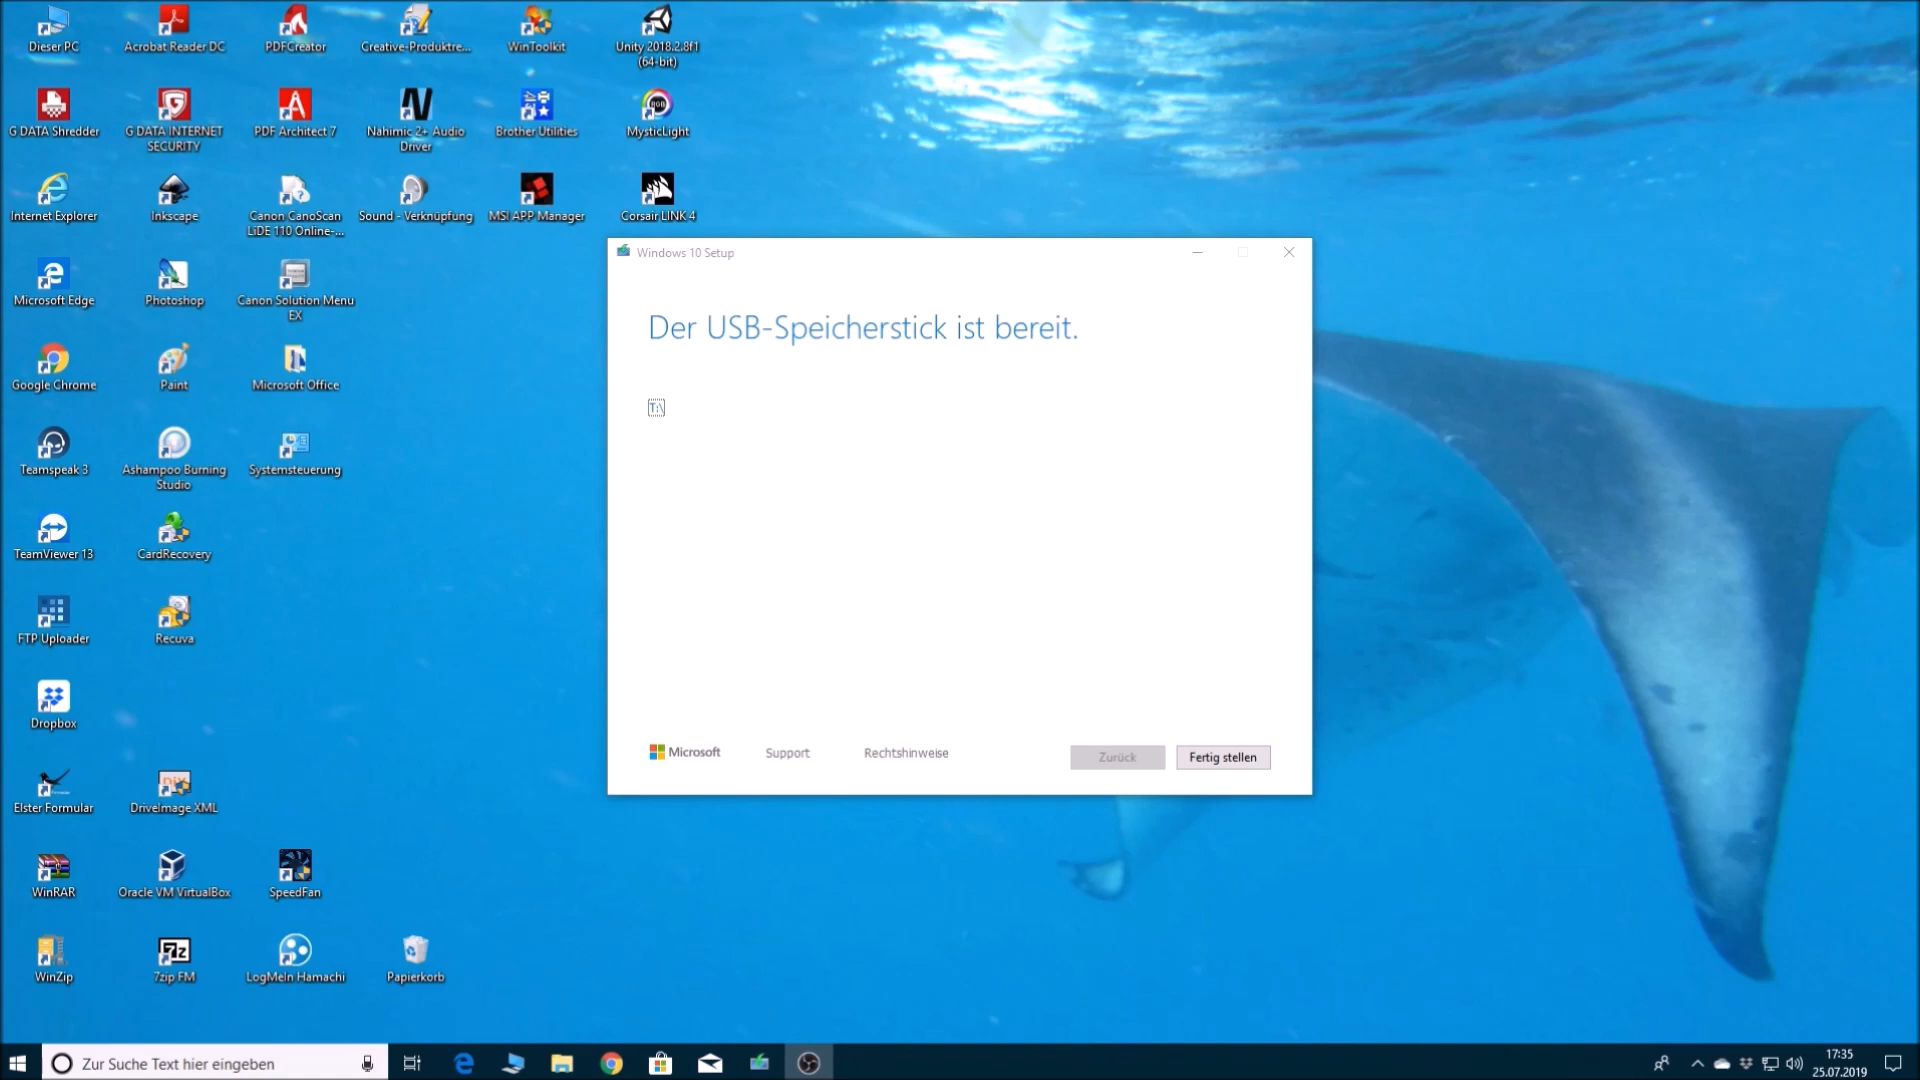 Dieser PC
Acrobat Reader DC
PDFCreator
Creative-Produktre...
WinToolkit
Unity 2018.2.8f1
(64-bit)
G DATA Shredder
G DATA INTERNET
SECURITY
PDF Architect 7
Nahimic 2+ Audio
Driver
Brother Utilities
MysticLight
Internet Explorer
Inkscape
Canon CanoScan
LiDE 110 Online-...
Sound - Verknüpfung
MSI APP Manager
Corsair LINK 4
Microsoft Edge
Photoshop
Canon Solution Menu
EX
Google Chrome
Paint
Microsoft Office
Teamspeak 3
Ashampoo Burning
Studio
Systemsteuerung
TeamViewer 13
CardRecovery
FTP Uploader
Recuva
Dropbox
Elster Formular
DriveImage XML
WinRAR
Oracle VM VirtualBox
SpeedFan
WinZip
7zip FM
LogMeIn Hamachi
Papierkorb
Windows 10 Setup
Der USB-Speicherstick ist bereit.
T:\
Microsoft
Support
Rechtshinweise
Zurück
Fertig stellen
Zur Suche Text hier eingeben
17:35
25.07.2019